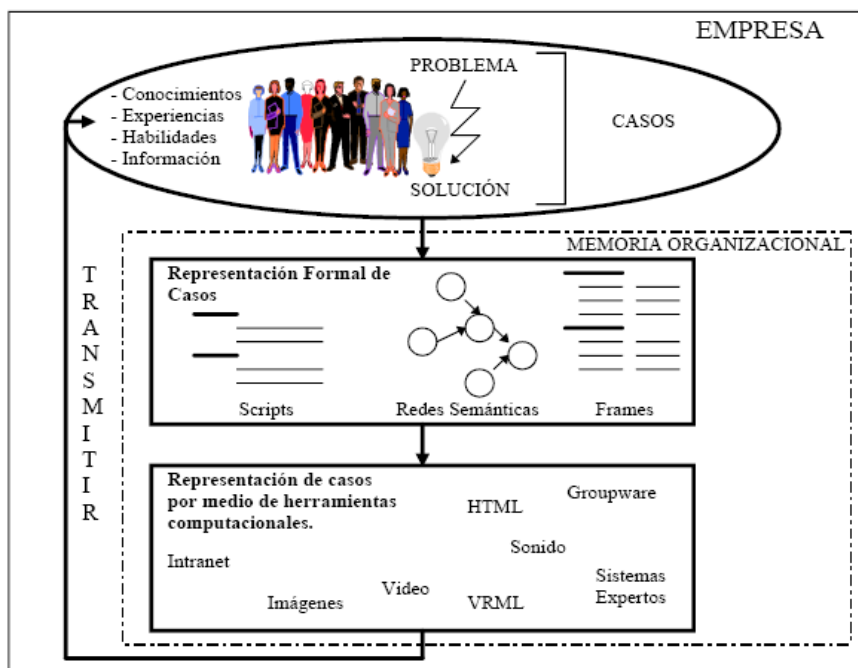 EMPRESA
PROBLEMA
- Conocimientos
- Experiencias
- Habilidades
- Información
CASOS
SOLUCIÓN
MEMORIA ORGANIZACIONAL
TRANSMITIR
Representación Formal de
Casos
Scripts
Redes Semánticas
Frames
Representación de casos
por medio de herramientas
computacionales.
HTML
Groupware
Intranet
Sonido
Imágenes
Video
VRML
Sistemas
Expertos